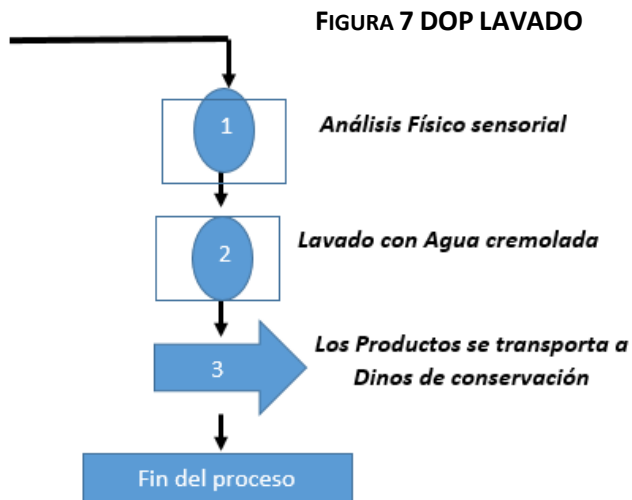 FIGURA 7 DOP LAVADO
1
Análisis Físico sensorial
2
Lavado con Agua cremolada
3
Los Productos se transporta a
Dinos de conservación
Fin del proceso